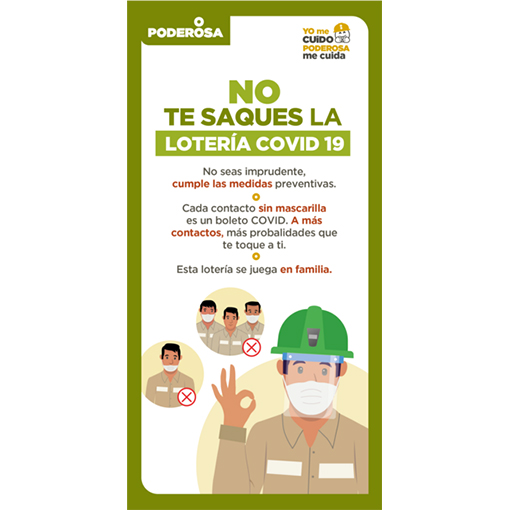 PODEROSA
YO me
CUIDO
PODEROSA
me cuida
NO
TE SAQUES LA
LOTERÍA COVID 19
No seas imprudente,
cumple las medidas preventivas.
Cada contacto sin mascarilla
es un boleto COVID. A más
contactos, más probalidades que
te toque a ti.
Esta lotería se juega en familia.